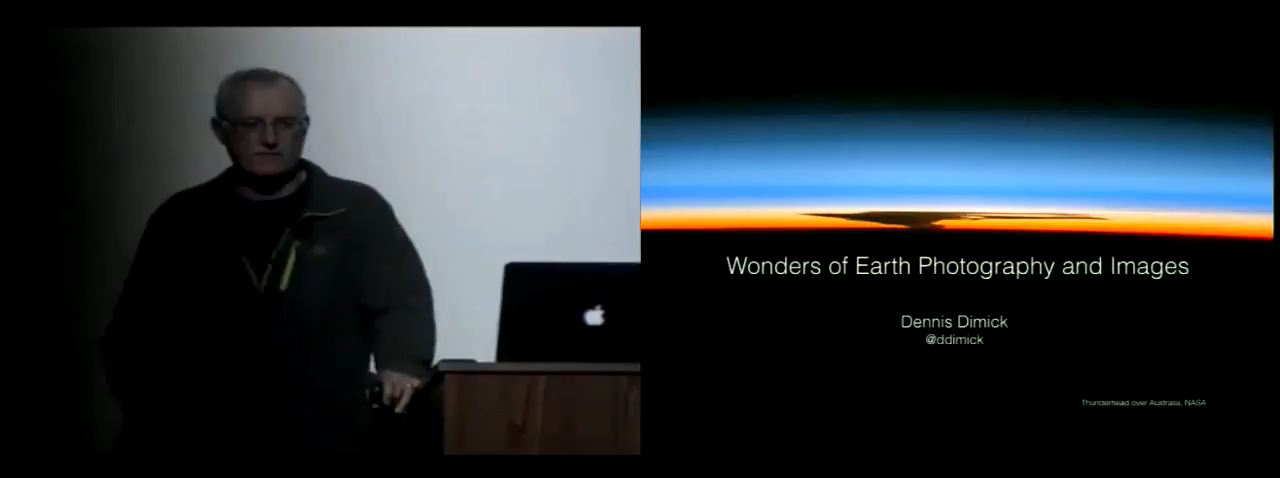 Wonders of Earth Photography and Images
Dennis Dimick
@ddimick
Thunderhead over Australia, NASA